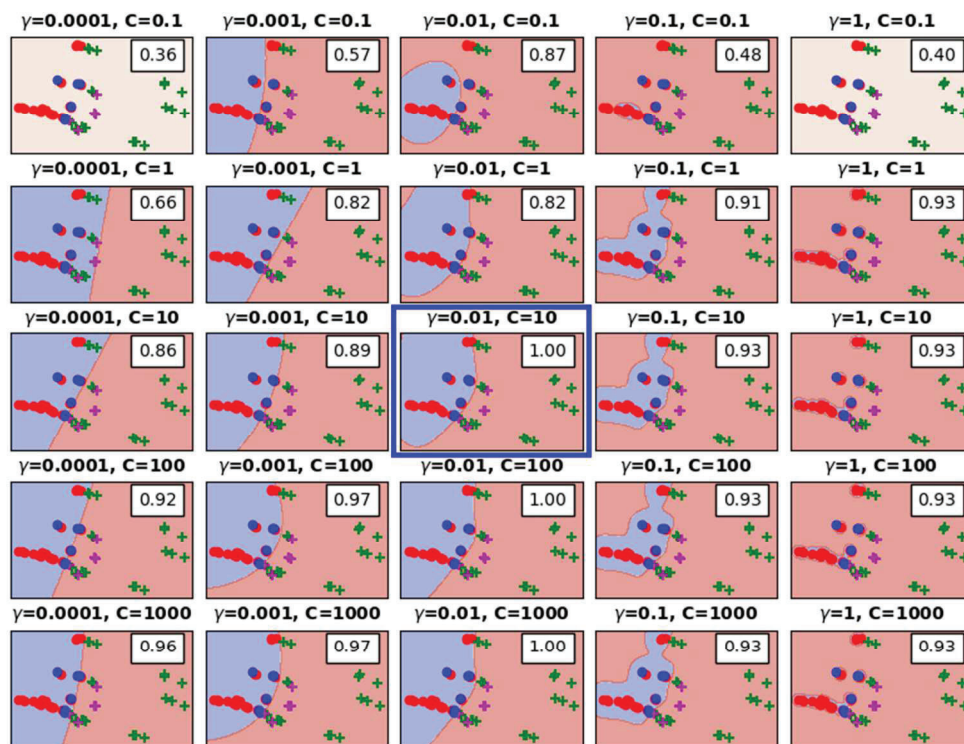 γ=0.0001, C=0.1 γ=0.001, C=0.1 γ=0.01, C=0.1 γ=0.1, C=0.1 γ=1, C=0.1
0.36 0.57 0.87 0.48 0.40
γ=0.0001, C=1 γ=0.001, C=1 γ=0.01, C=1 γ=0.1, C=1 γ=1, C=1
0.66 0.82 0.82 0.91 0.93
γ=0.0001, C=10 γ=0.001, C=10 γ=0.01, C=10 γ=0.1, C=10 γ=1, C=10
0.86 0.89 1.00 0.93 0.93
γ=0.0001, C=100 γ=0.001, C=100 γ=0.01, C=100 γ=0.1, C=100 γ=1, C=100
0.92 0.97 1.00 0.93 0.93
γ=0.0001, C=1000 γ=0.001, C=1000 γ=0.01, C=1000 γ=0.1, C=1000 γ=1, C=1000
0.96 0.97 1.00 0.93 0.93